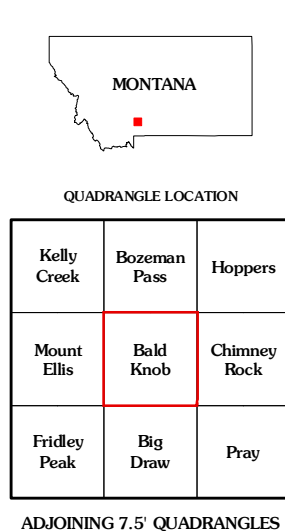 MONTANA
QUADRANGLE LOCATION
Kelly
Creek
Bozeman
Pass
Hoppers
Mount
Ellis
Bald
Knob
Chimney
Rock
Fridley
Peak
Big
Draw
Pray
ADJOINING 7.5' QUADRANGLES